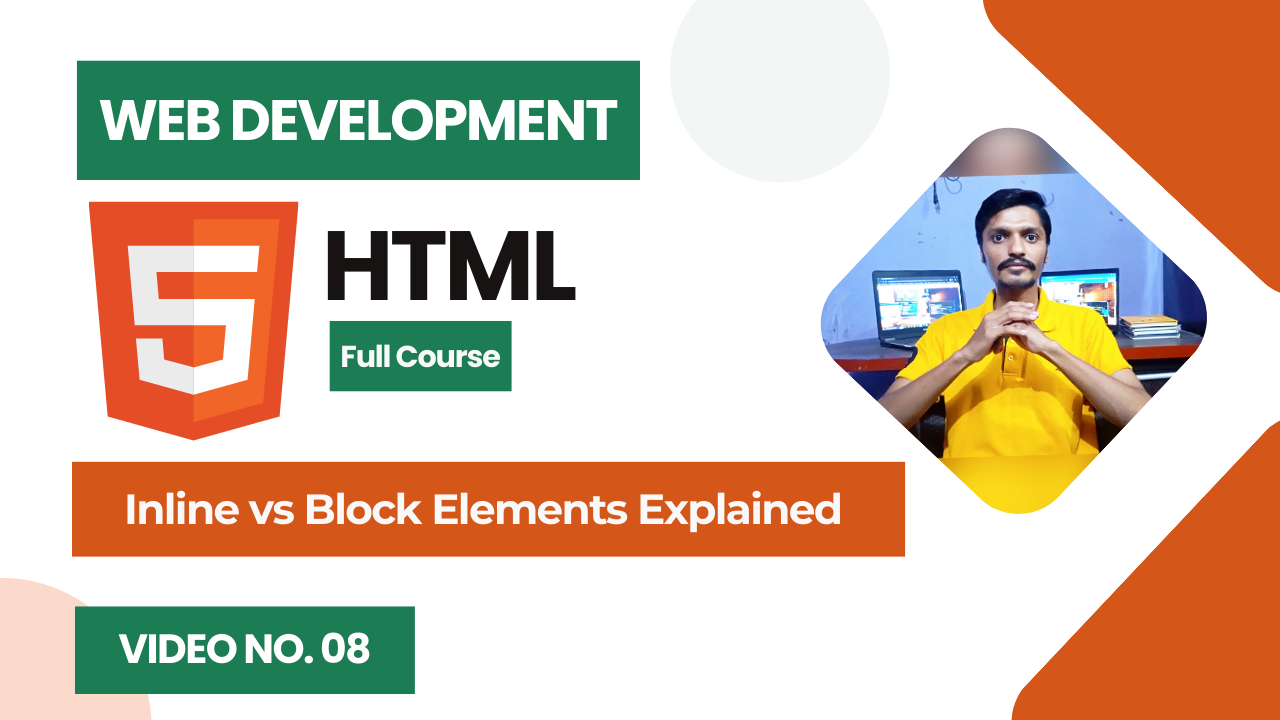 WEB DEVELOPMENT
HTML
Full Course
Inline vs Block Elements Explained
VIDEO NO. 08